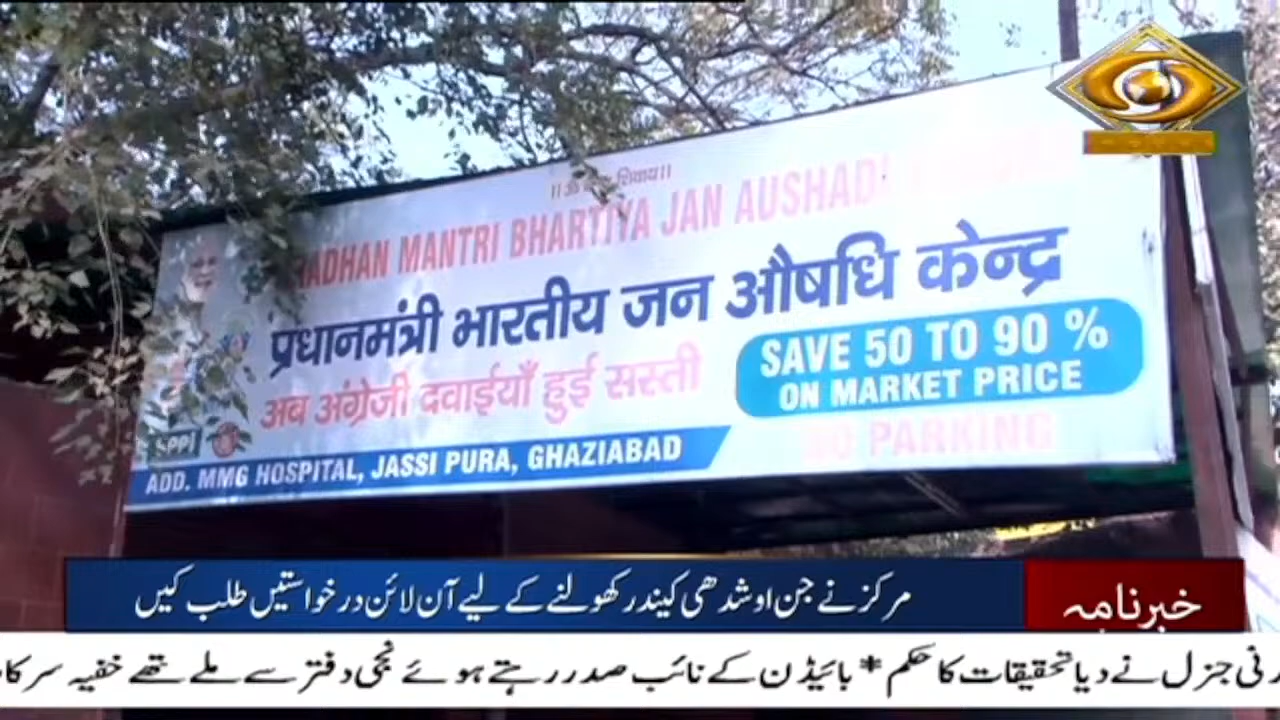 MANTRI BHARTIYA JAN AUSHADI
प्रधानमंत्री भारतीय जन औषधि केन्द्र
अब अंग्रेजी दवाईयाँ हुई सस्ती
SAVE 50 TO 90 %
ON MARKET PRICE
NO PARKING
ADD. MMG HOSPITAL, JASSI PURA, GHAZIABAD
خبرنامہ
مرکز نے جن اوشدھی کیندر کھولنے کے لیے آن لائن درخواستیں طلب کیں
جنرل نے دیا تحقیقات کا حکم * بائیڈن کے نائب صدر رہتے ہوئے نجی دفتر سے ملے تھے خفیہ